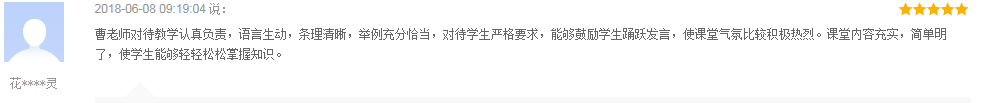 2018-06-08 09:19:04 说：
曹老师对待教学认真负责，语言生动，条理清晰，举例充分恰当，对待学生严格要求，能够鼓励学生踊跃发言，使课堂气氛比较积极热烈。课堂内容充实，简单明
了，使学生能够轻轻松松掌握知识。
花****灵